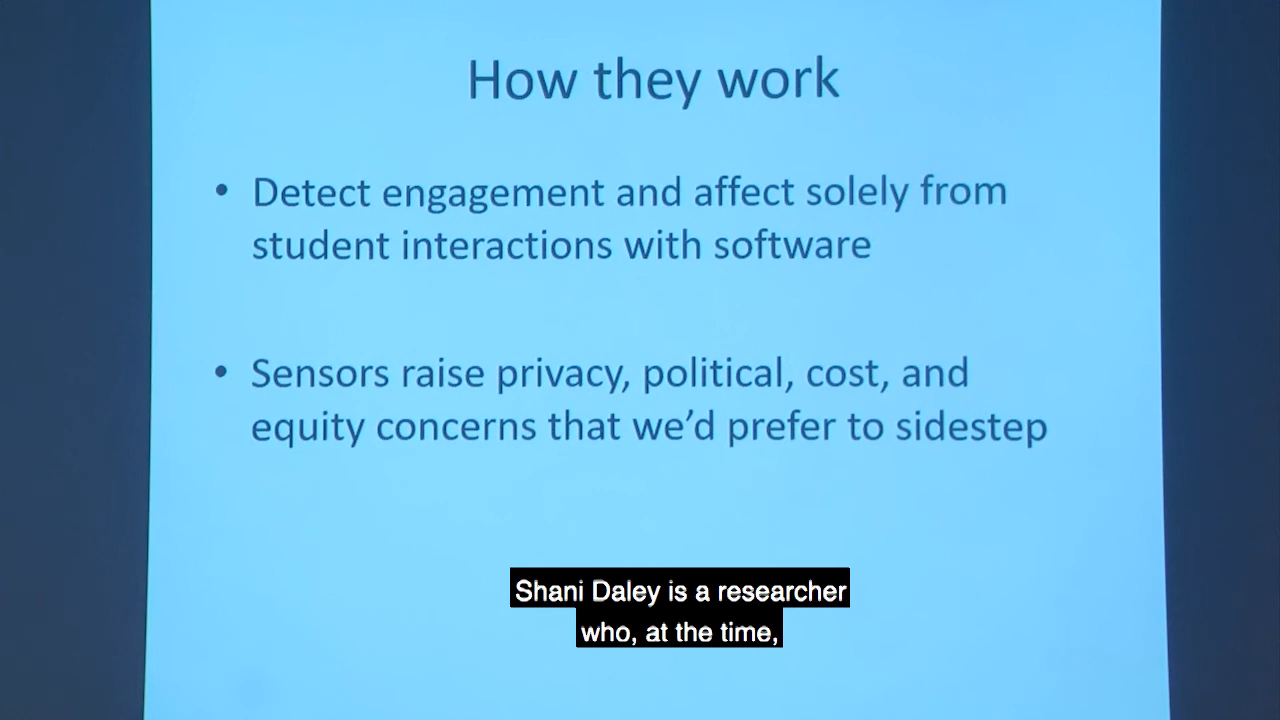 How they work
• Detect engagement and affect solely from
student interactions with software
• Sensors raise privacy, political, cost, and
equity concerns that we’d prefer to sidestep
Shani Daley is a researcher
who, at the time,